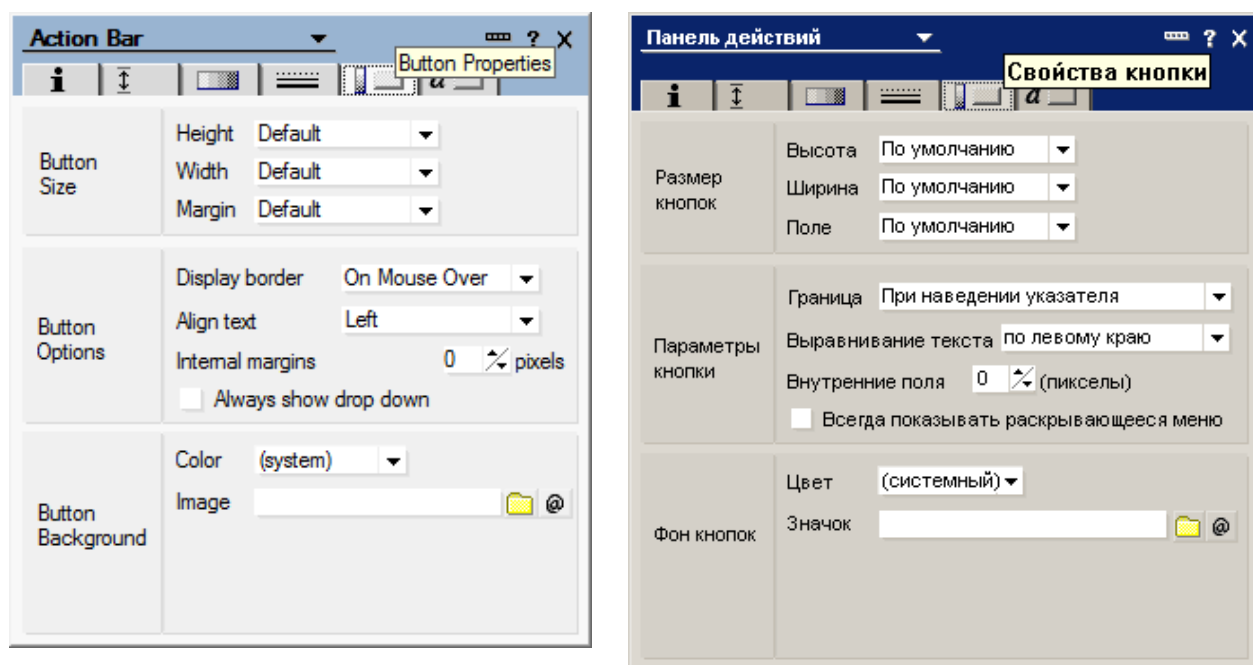 Action Bar
?
X
Button Properties
i
a
Button
Size
Height Default
Width Default
Margin Default
Button
Options
Display border On Mouse Over
Align text Left
Internal margins 0 pixels
Always show drop down
Button
Background
Color (system)
Image @
Панель действий
?
X
Свойства кнопки
i
a
Размер
кнопок
Высота По умолчанию
Ширина По умолчанию
Поле По умолчанию
Параметры
кнопки
Граница При наведении указателя
Выравнивание текста по левому краю
Внутренние поля 0 (пикселы)
Всегда показывать раскрывающееся меню
Фон кнопок
Цвет (системный)
Значок @